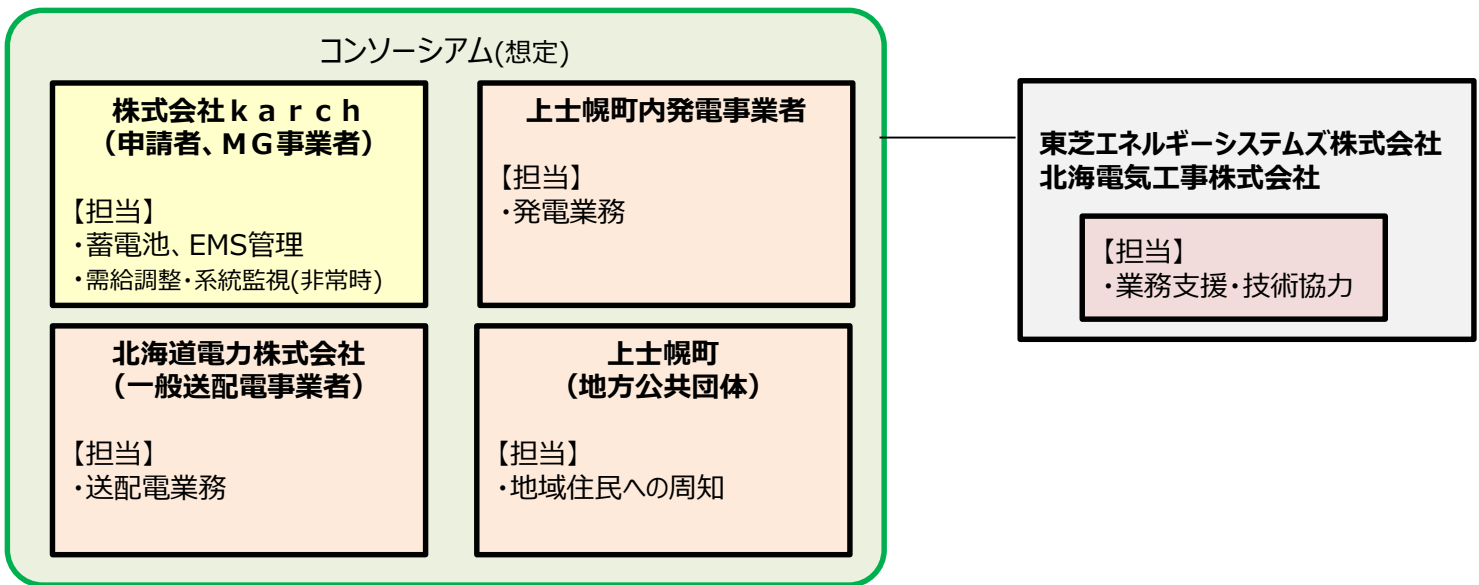 コンソーシアム(想定)
株式会社ｋａｒｃｈ
（申請者、ＭＧ事業者）
【担当】
・蓄電池、EMS管理
・需給調整・系統監視(非常時)
上士幌町内発電事業者
【担当】
・発電業務
北海道電力株式会社
（一般送配電事業者）
【担当】
・送配電業務
上士幌町
（地方公共団体）
【担当】
・地域住民への周知
東芝エネルギーシステムズ株式会社
北海電気工事株式会社
【担当】
・業務支援・技術協力